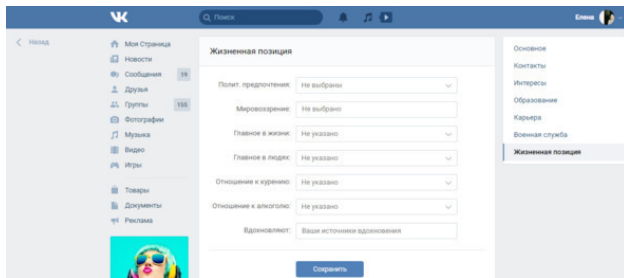 Поиск
Елена
Назад
Моя Страница
Новости
Сообщения 19
Друзья
Группы 155
Фотографии
Музыка
Видео
Игры
Товары
Документы
Реклама
Жизненная позиция
Полит. предпочтения: Не выбраны
Мировоззрение: Не выбрано
Главное в жизни: Не указано
Главное в людях: Не указано
Отношение к курению: Не указано
Отношение к алкоголю: Не указано
Вдохновляют: Ваши источники вдохновения
Сохранить
Основное
Контакты
Интересы
Образование
Карьера
Военная служба
Жизненная позиция